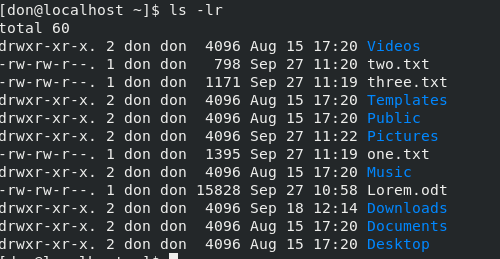 [don@localhost ~]$ ls -lr
total 60
drwxr-xr-x. 2 don don  4096 Aug 15 17:20 Videos
-rw-rw-r--. 1 don don   798 Sep 27 11:20 two.txt
-rw-rw-r--. 1 don don  1171 Sep 27 11:19 three.txt
drwxr-xr-x. 2 don don  4096 Aug 15 17:20 Templates
drwxr-xr-x. 2 don don  4096 Aug 15 17:20 Public
drwxr-xr-x. 2 don don  4096 Sep 27 11:22 Pictures
-rw-rw-r--. 1 don don  1395 Sep 27 11:19 one.txt
drwxr-xr-x. 2 don don  4096 Aug 15 17:20 Music
-rw-rw-r--. 1 don don 15828 Sep 27 10:58 Lorem.odt
drwxr-xr-x. 2 don don  4096 Sep 18 12:14 Downloads
drwxr-xr-x. 2 don don  4096 Aug 15 17:20 Documents
drwxr-xr-x. 2 don don  4096 Aug 15 17:20 Desktop
[don@localhost ~]$